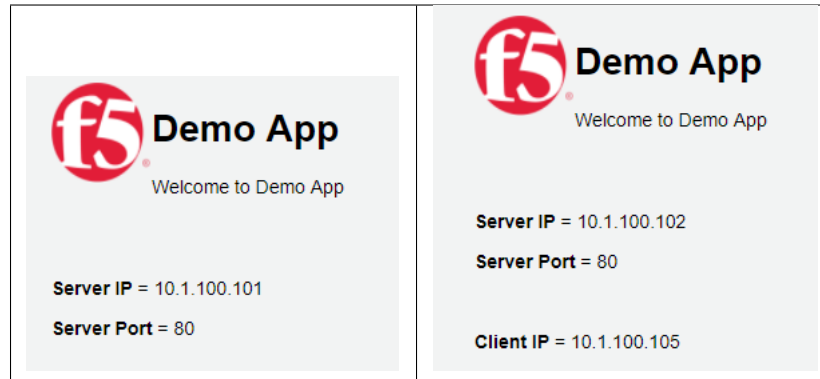 f5®
Demo App
Welcome to Demo App
Server IP = 10.1.100.101
Server Port = 80
f5®
Demo App
Welcome to Demo App
Server IP = 10.1.100.102
Server Port = 80
Client IP = 10.1.100.105